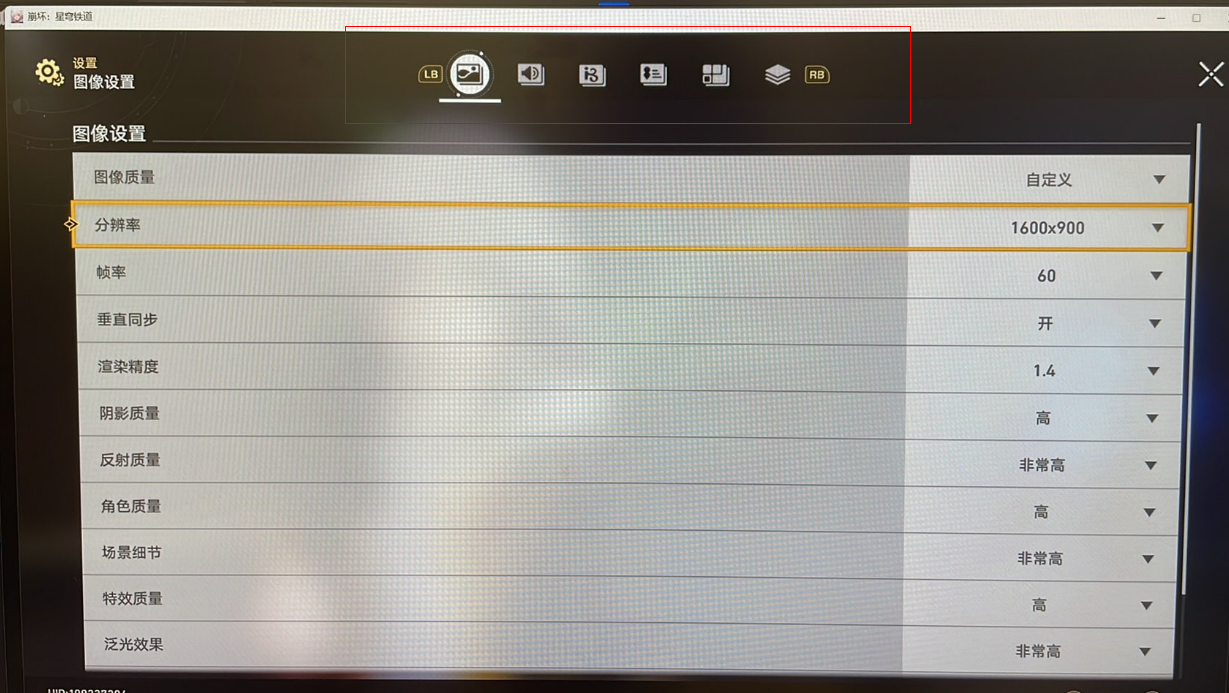 崩坏：星穹铁道
设置
图像设置
LB
RB
图像设置
图像质量 自定义
分辨率 1600x900
帧率 60
垂直同步 开
渲染精度 1.4
阴影质量 高
反射质量 非常高
角色质量 高
场景细节 非常高
特效质量 高
泛光效果 非常高